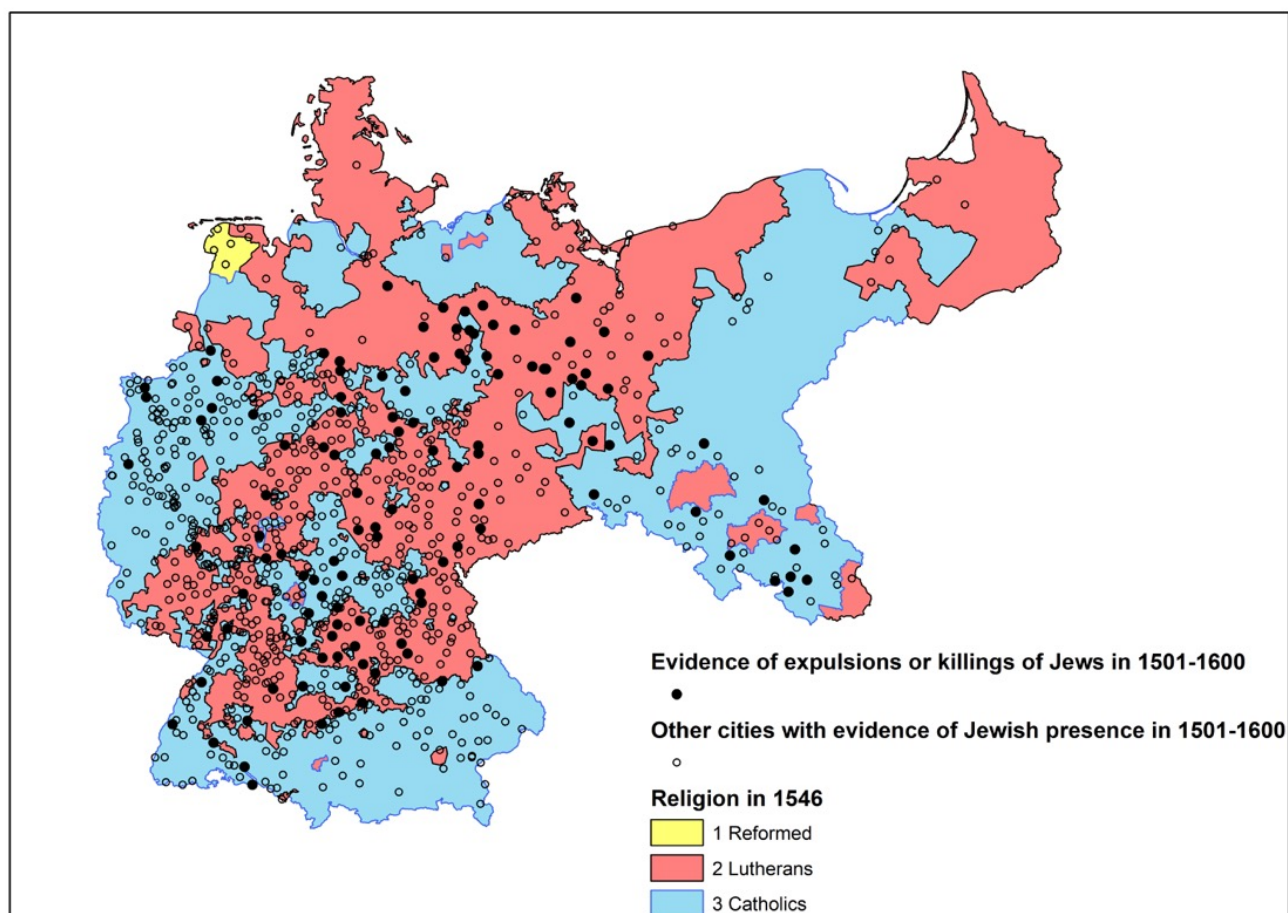 Evidence of expulsions or killings of Jews in 1501-1600
Other cities with evidence of Jewish presence in 1501-1600
Religion in 1546
1 Reformed
2 Lutherans
3 Catholics